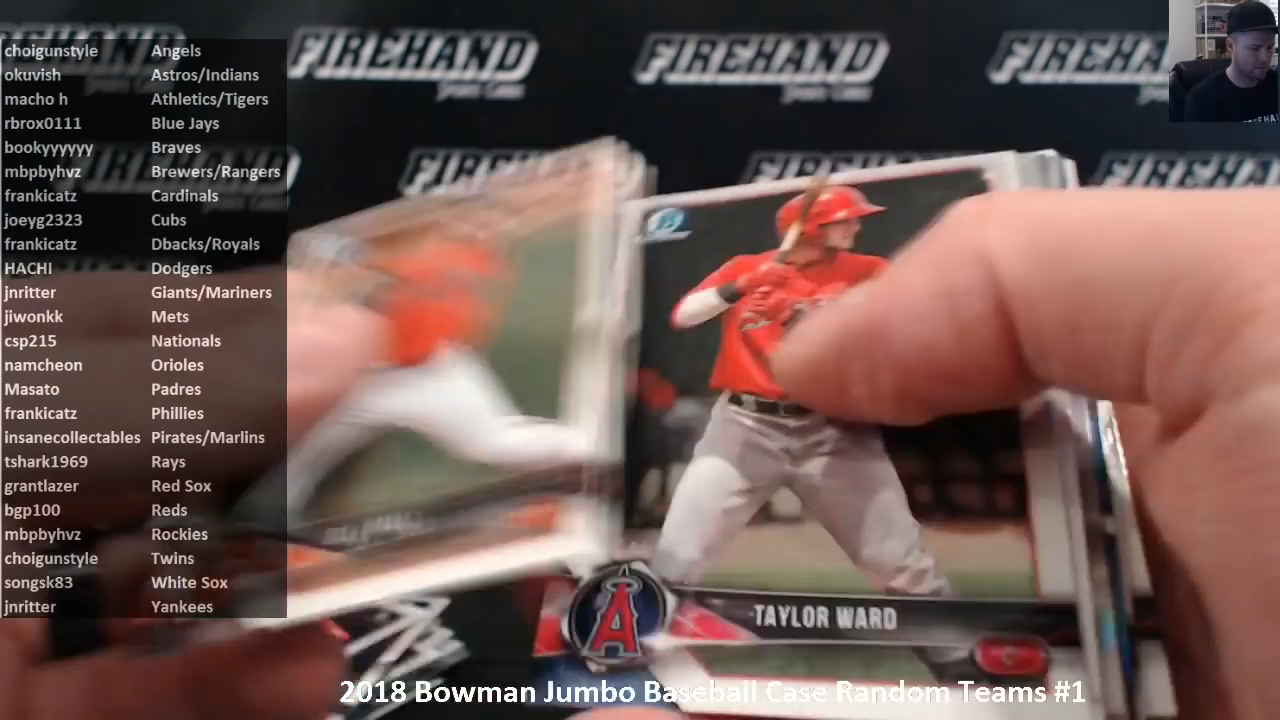 FIREHAND FIREHAND FIREHAND
choigunstyle Angels
okuvish Astros/Indians
macho h Athletics/Tigers
rbrox0111 Blue Jays
bookyyyyyy Braves
mbpbyhvz Brewers/Rangers
frankicatz Cardinals
joeyg2323 Cubs
frankicatz Dbacks/Royals
HACHI Dodgers
jnritter Giants/Mariners
jiwonkk Mets
csp215 Nationals
namcheon Orioles
Masato Padres
frankicatz Phillies
insanecollectables Pirates/Marlins
tshark1969 Rays
grantlazer Red Sox
bgp100 Reds
mbpbyhvz Rockies
choigunstyle Twins
songsk83 White Sox
jnritter Yankees
A
TAYLOR WARD
C
2018 Bowman Jumbo Baseball Case Random Teams #1